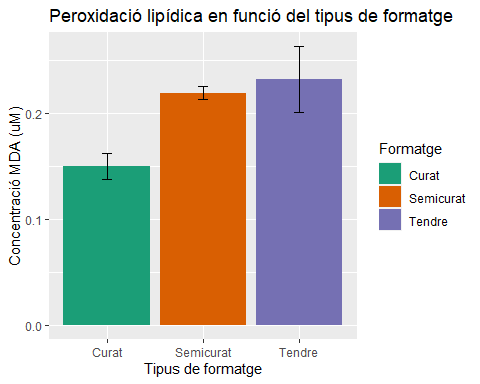 Peroxidació lipídica en funció del tipus de formatge
Concentració MDA (uM)
0.2
0.1
0.0
Curat Semicurat Tendre
Tipus de formatge
Formatge
Curat
Semicurat
Tendre